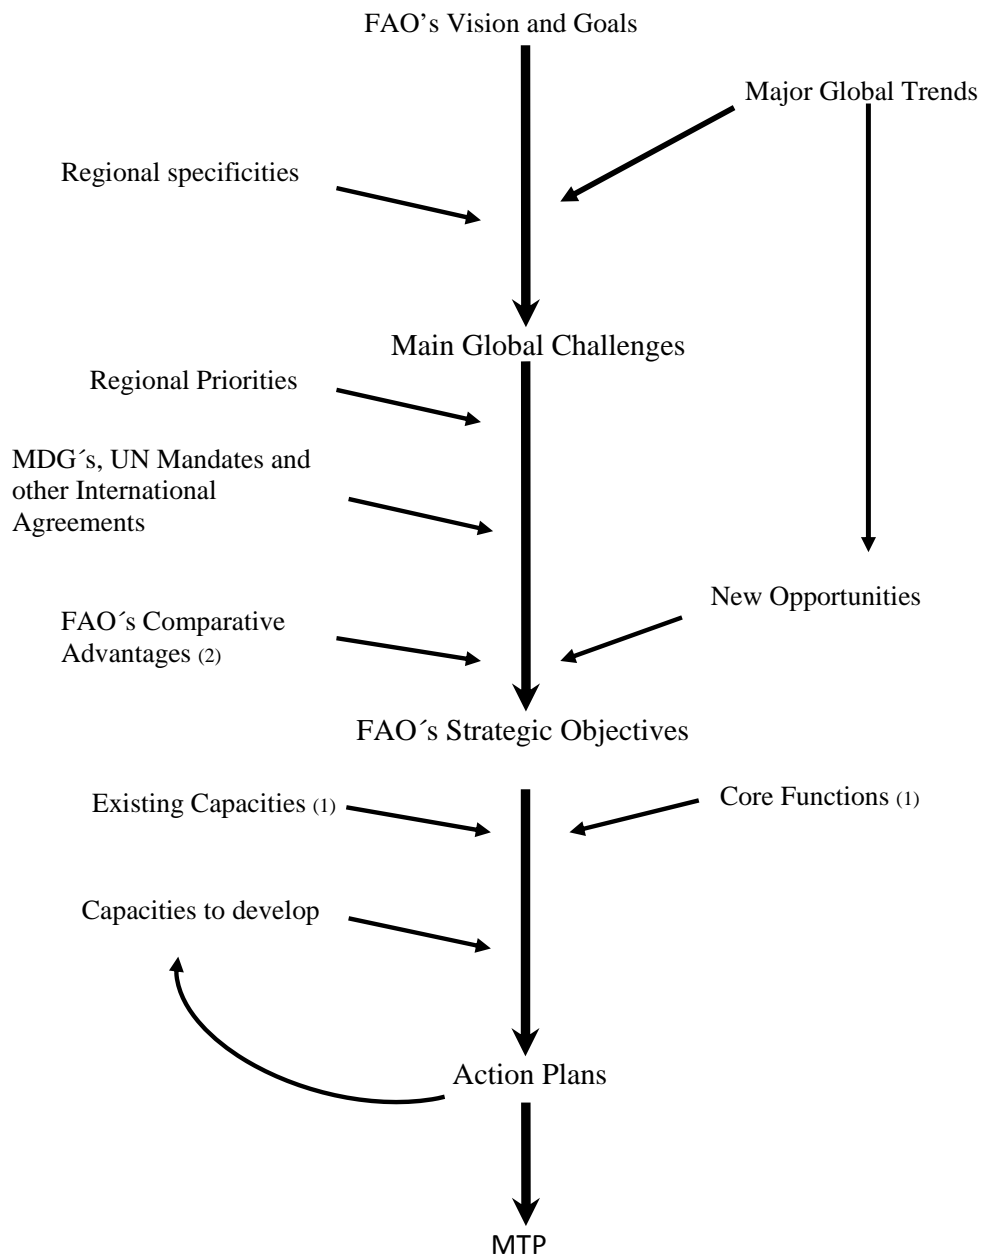 FAO’s Vision and Goals
Major Global Trends
Regional specificities
Main Global Challenges
Regional Priorities
MDG´s, UN Mandates and
other International
Agreements
New Opportunities
FAO´s Comparative
Advantages (2)
FAO´s Strategic Objectives
Existing Capacities (1)
Core Functions (1)
Capacities to develop
Action Plans
MTP